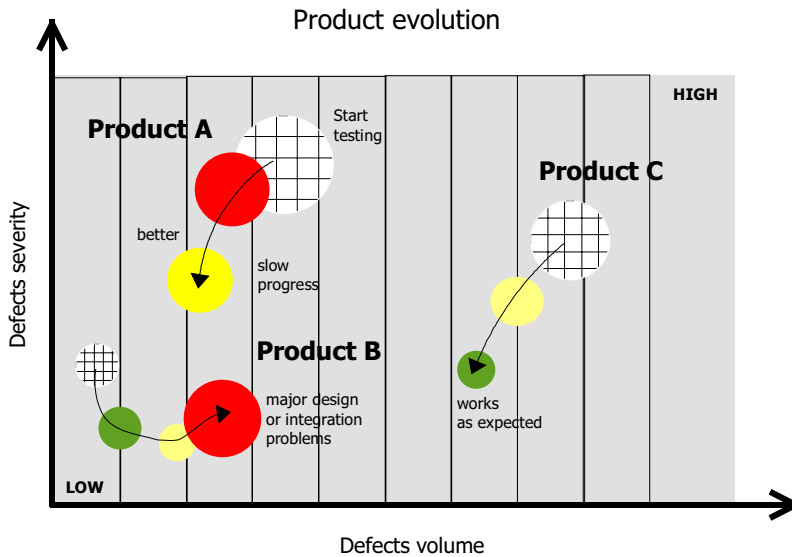 Product evolution
HIGH
Start
testing
Product A
Product C
better
slow
progress
Defects severity
Product B
major design
or integration
problems
works
as expected
LOW
Defects volume